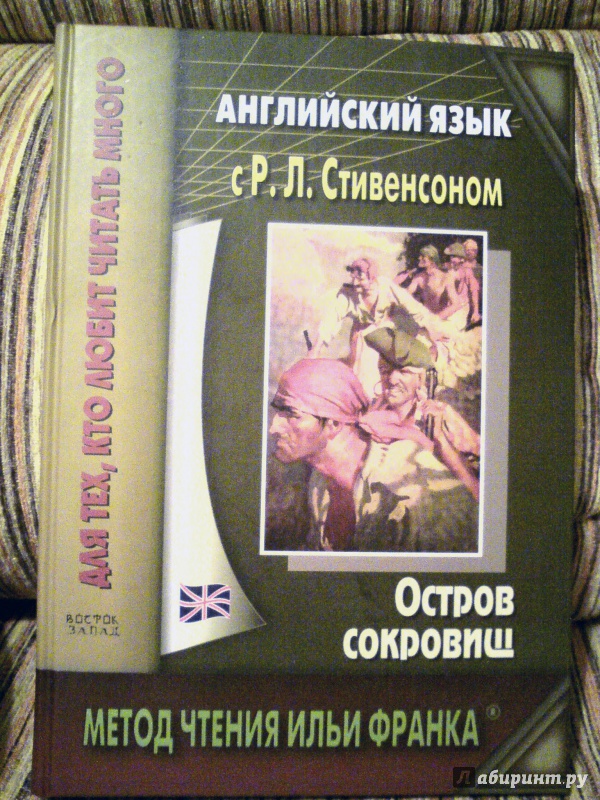 АНГЛИЙСКИЙ ЯЗЫК
с Р. Л. Стивенсоном
ДЛЯ ТЕХ, КТО ЛЮБИТ ЧИТАТЬ МНОГО
Остров
сокровищ
ВОСТОК
ЗАПАД
МЕТОД ЧТЕНИЯ ИЛЬИ ФРАНКА ®
Лабиринт.ру